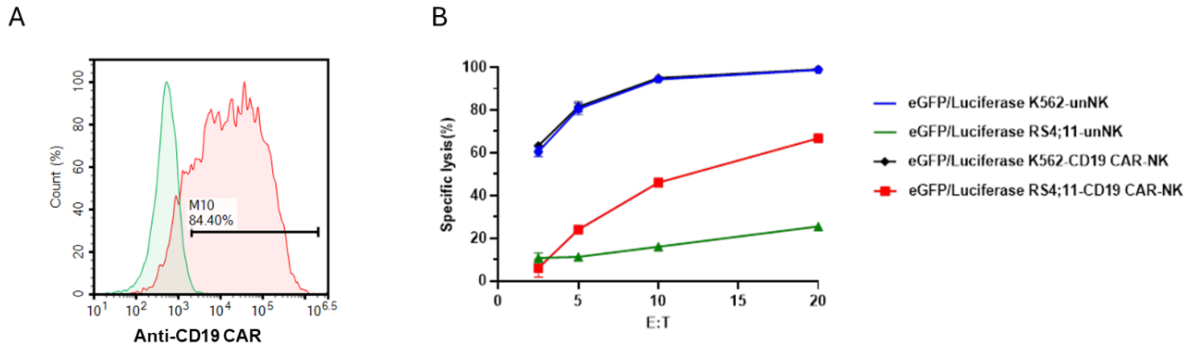 A
Count (%)
100
80
60
40
20
0
M10
84.40%
10^1 10^2 10^3 10^4 10^5 10^6.5
Anti-CD19 CAR
B
Specific lysis(%)
100
80
60
40
20
0
0 5 10 15 20
E:T
eGFP/Luciferase K562-unNK
eGFP/Luciferase RS4;11-unNK
eGFP/Luciferase K562-CD19 CAR-NK
eGFP/Luciferase RS4;11-CD19 CAR-NK